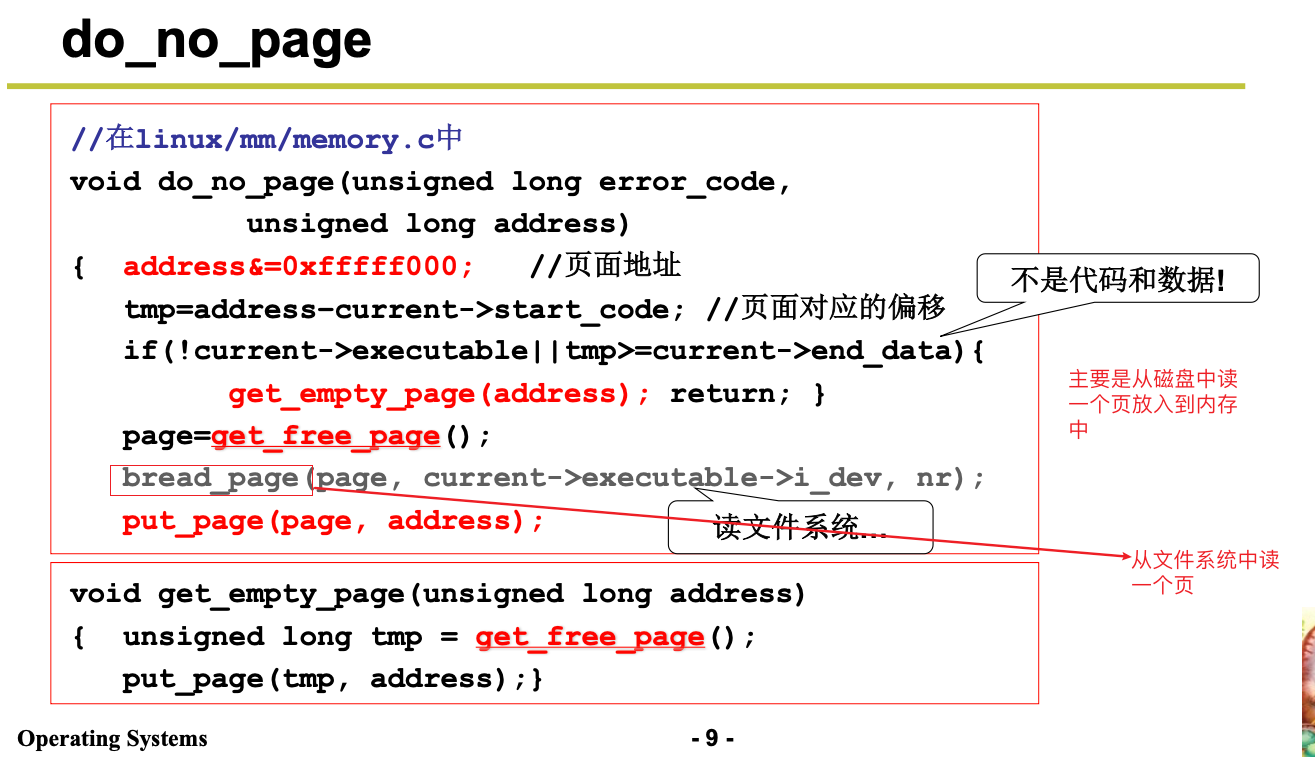 do_no_page
//在linux/mm/memory.c中
void do_no_page(unsigned long error_code,
unsigned long address)
{ address&=0xfffff000; //页面地址
tmp=address-current->start_code; //页面对应的偏移
if(!current->executable||tmp>=current->end_data){
get_empty_page(address); return; }
page=get_free_page();
bread_page(page, current->executable->i_dev, nr);
put_page(page, address);
不是代码和数据!
主要是从磁盘中读
一个页放入到内存
中
读文件系统...
从文件系统中读
一个页
void get_empty_page(unsigned long address)
{ unsigned long tmp = get_free_page();
put_page(tmp, address);}
Operating Systems
- 9 -